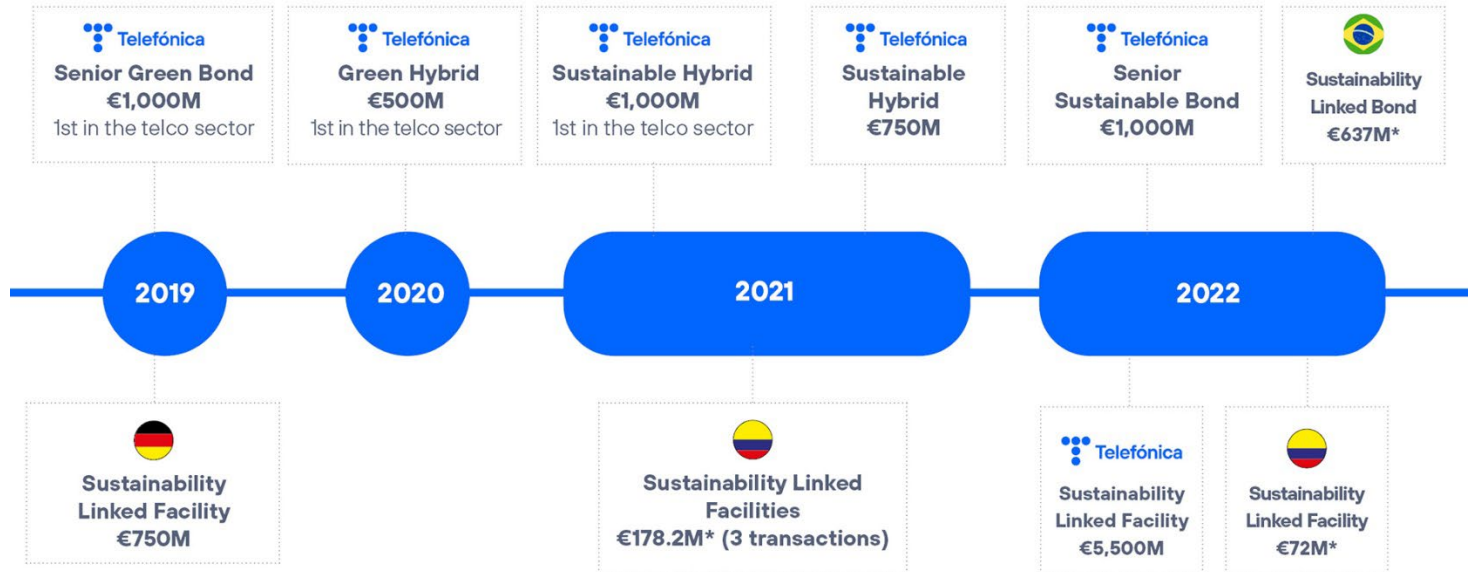 Telefónica
Senior Green Bond
€1,000M
1st in the telco sector
Telefónica
Green Hybrid
€500M
1st in the telco sector
Telefónica
Sustainable Hybrid
€1,000M
1st in the telco sector
Telefónica
Sustainable
Hybrid
€750M
Telefónica
Senior
Sustainable Bond
€1,000M
Sustainability
Linked Bond
€637M*
2019
2020
2021
2022
Sustainability
Linked Facility
€750M
Sustainability Linked
Facilities
€178.2M* (3 transactions)
Telefónica
Sustainability
Linked Facility
€5,500M
Sustainability
Linked Facility
€72M*